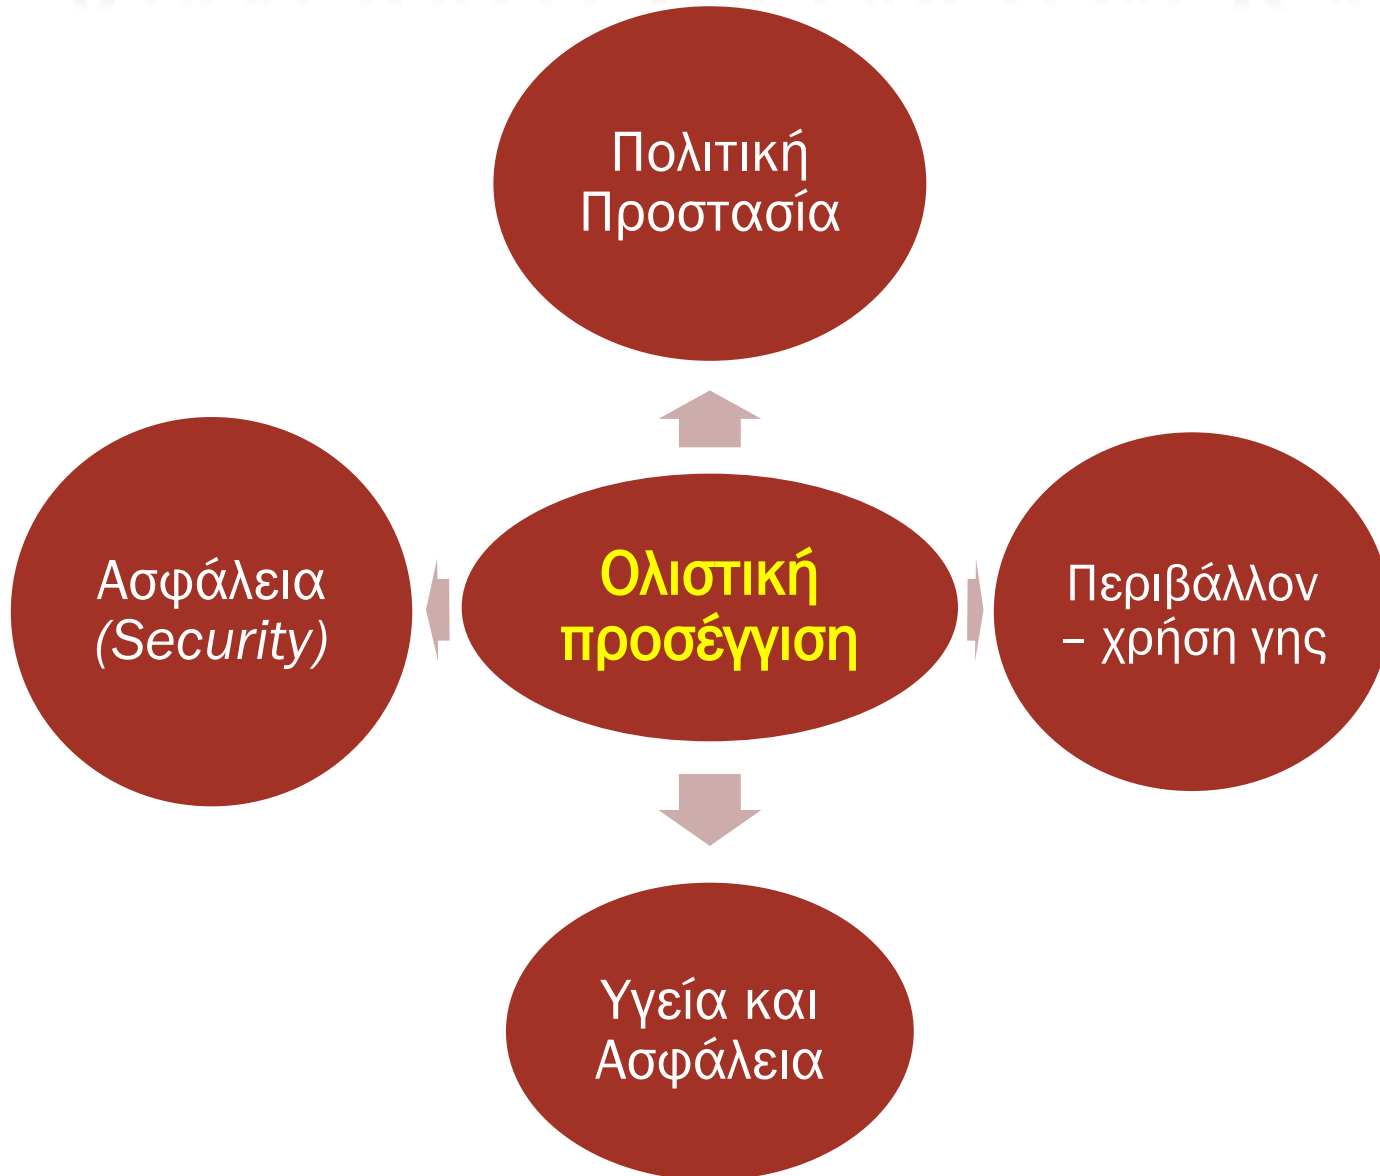 Πολιτική
Προστασία
Ασφάλεια
(Security)
Ολιστική
προσέγγιση
Περιβάλλον
– χρήση γης
Υγεία και
Ασφάλεια